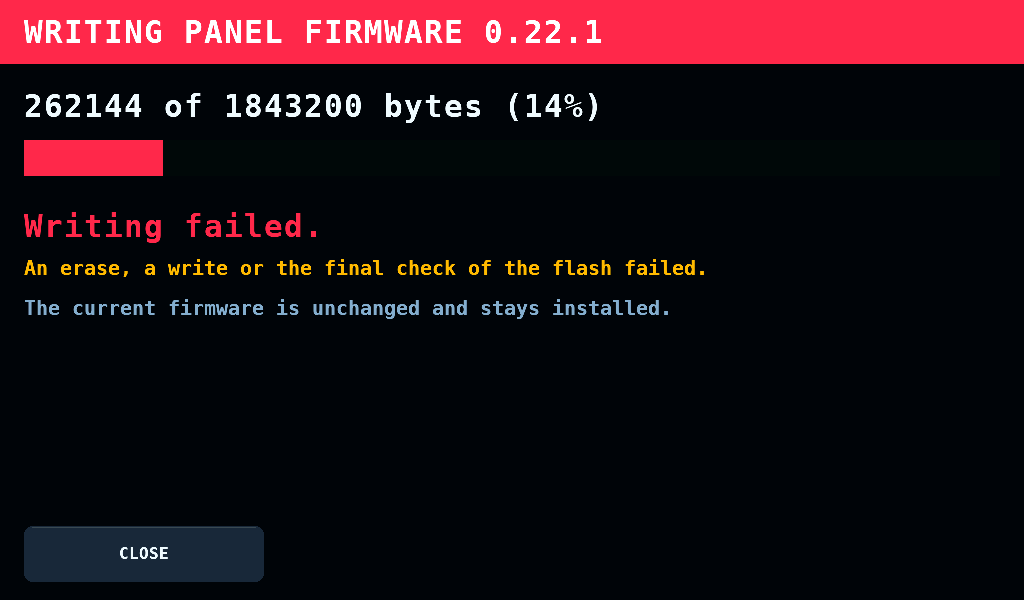 WRITING PANEL FIRMWARE 0.22.1
262144 of 1843200 bytes (14%)
Writing failed.
An erase, a write or the final check of the flash failed.
The current firmware is unchanged and stays installed.
CLOSE